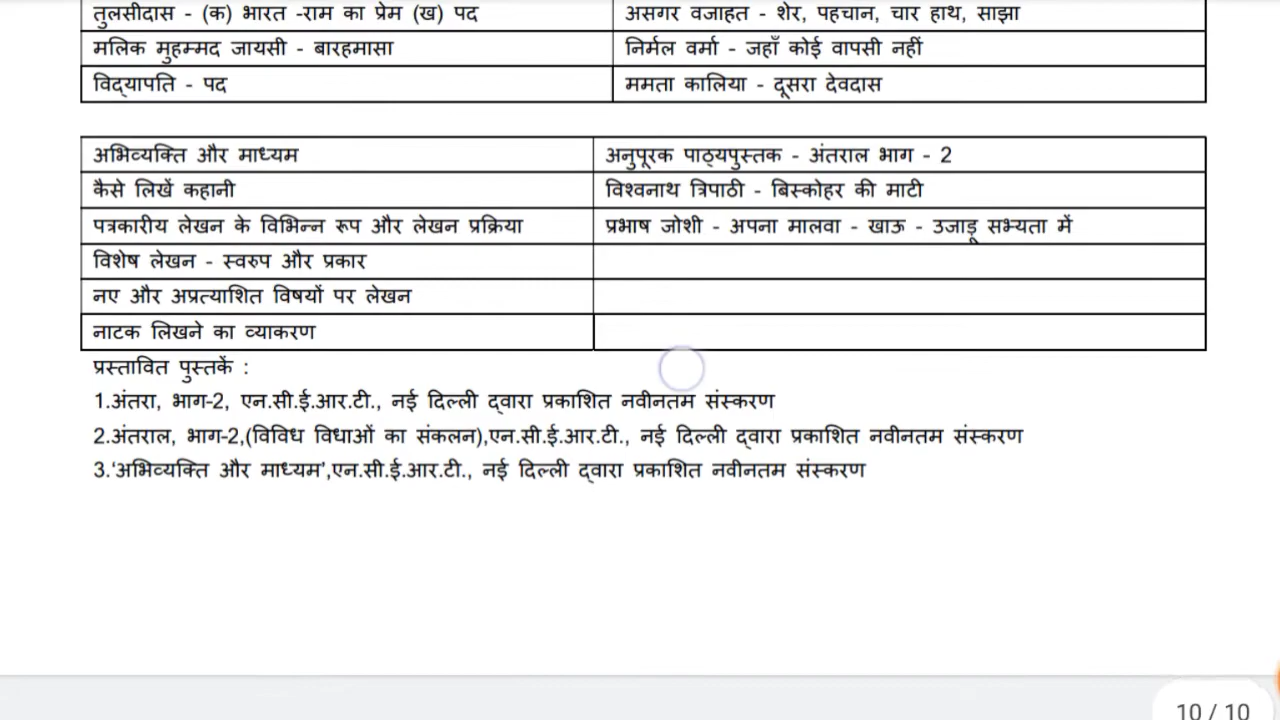 तुलसीदास - (क) भारत -राम का प्रेम (ख) पद
असगर वजाहत - शेर, पहचान, चार हाथ, साझा
मलिक मुहम्मद जायसी - बारहमासा
निर्मल वर्मा - जहाँ कोई वापसी नहीं
विद्यापति - पद
ममता कालिया - दूसरा देवदास
अभिव्यक्ति और माध्यम
अनुपूरक पाठ्यपुस्तक - अंतराल भाग - 2
कैसे लिखें कहानी
विश्वनाथ त्रिपाठी - बिस्कोहर की माटी
पत्रकारीय लेखन के विभिन्न रूप और लेखन प्रक्रिया
प्रभाष जोशी - अपना मालवा - खाऊ - उजाड़ू सभ्यता में
विशेष लेखन - स्वरुप और प्रकार
नए और अप्रत्याशित विषयों पर लेखन
नाटक लिखने का व्याकरण
प्रस्तावित पुस्तकें :
1.अंतरा, भाग-2, एन.सी.ई.आर.टी., नई दिल्ली द्वारा प्रकाशित नवीनतम संस्करण
2.अंतराल, भाग-2,(विविध विधाओं का संकलन),एन.सी.ई.आर.टी., नई दिल्ली द्वारा प्रकाशित नवीनतम संस्करण
3.'अभिव्यक्ति और माध्यम',एन.सी.ई.आर.टी., नई दिल्ली द्वारा प्रकाशित नवीनतम संस्करण
10 / 10